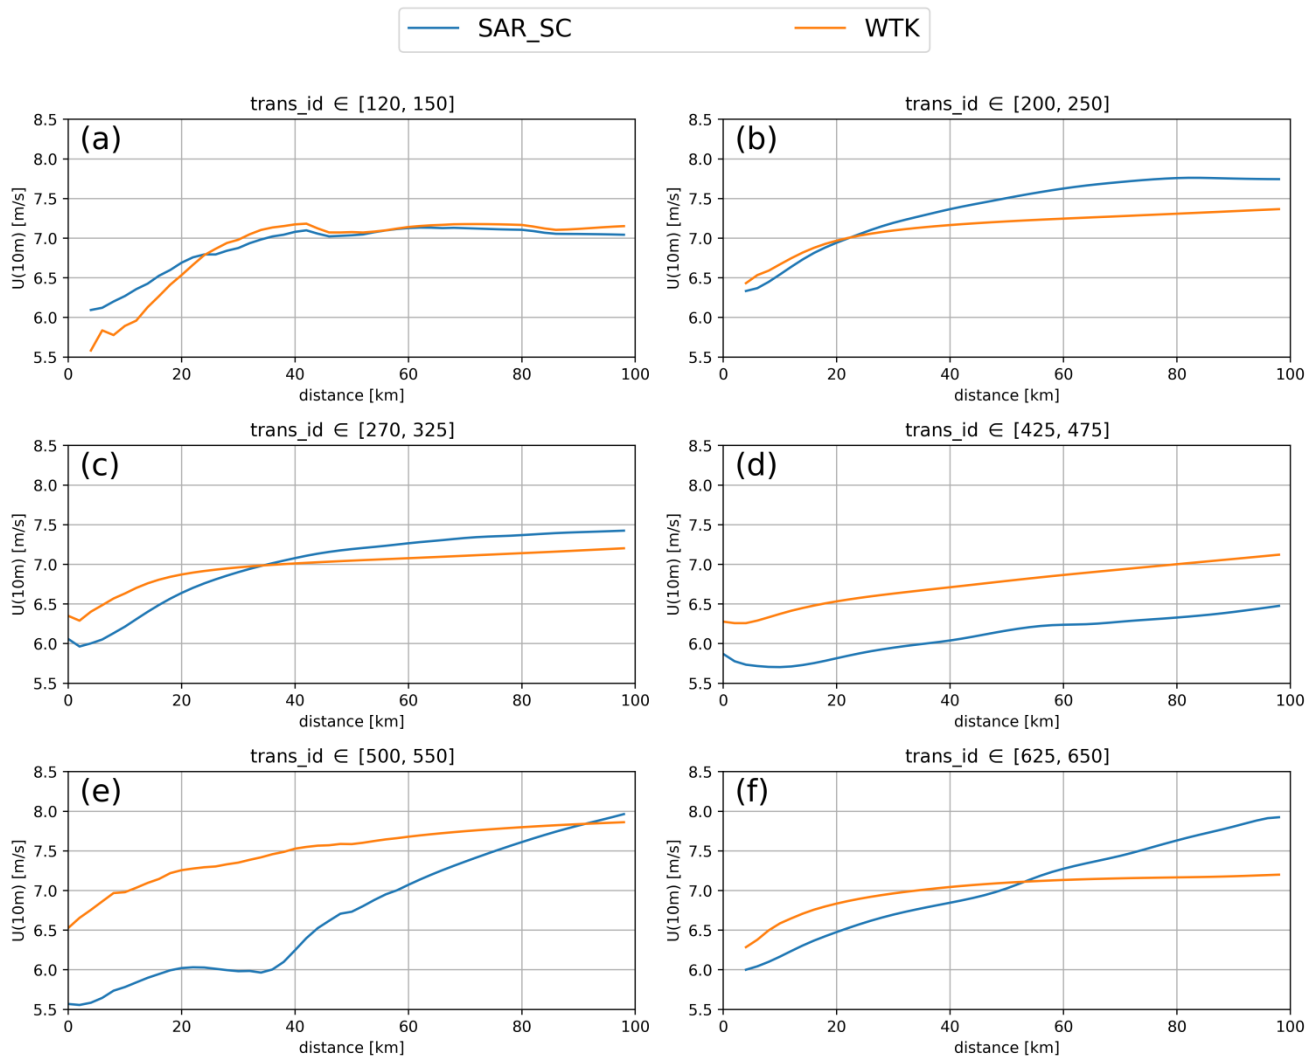 SAR_SC WTK
trans_id ∈ [120, 150]
(a)
U(10m) [m/s]
8.5
8.0
7.5
7.0
6.5
6.0
5.5
0 20 40 60 80 100
distance [km]
trans_id ∈ [200, 250]
(b)
U(10m) [m/s]
8.5
8.0
7.5
7.0
6.5
6.0
5.5
0 20 40 60 80 100
distance [km]
trans_id ∈ [270, 325]
(c)
U(10m) [m/s]
8.5
8.0
7.5
7.0
6.5
6.0
5.5
0 20 40 60 80 100
distance [km]
trans_id ∈ [425, 475]
(d)
U(10m) [m/s]
8.5
8.0
7.5
7.0
6.5
6.0
5.5
0 20 40 60 80 100
distance [km]
trans_id ∈ [500, 550]
(e)
U(10m) [m/s]
8.5
8.0
7.5
7.0
6.5
6.0
5.5
0 20 40 60 80 100
distance [km]
trans_id ∈ [625, 650]
(f)
U(10m) [m/s]
8.5
8.0
7.5
7.0
6.5
6.0
5.5
0 20 40 60 80 100
distance [km]